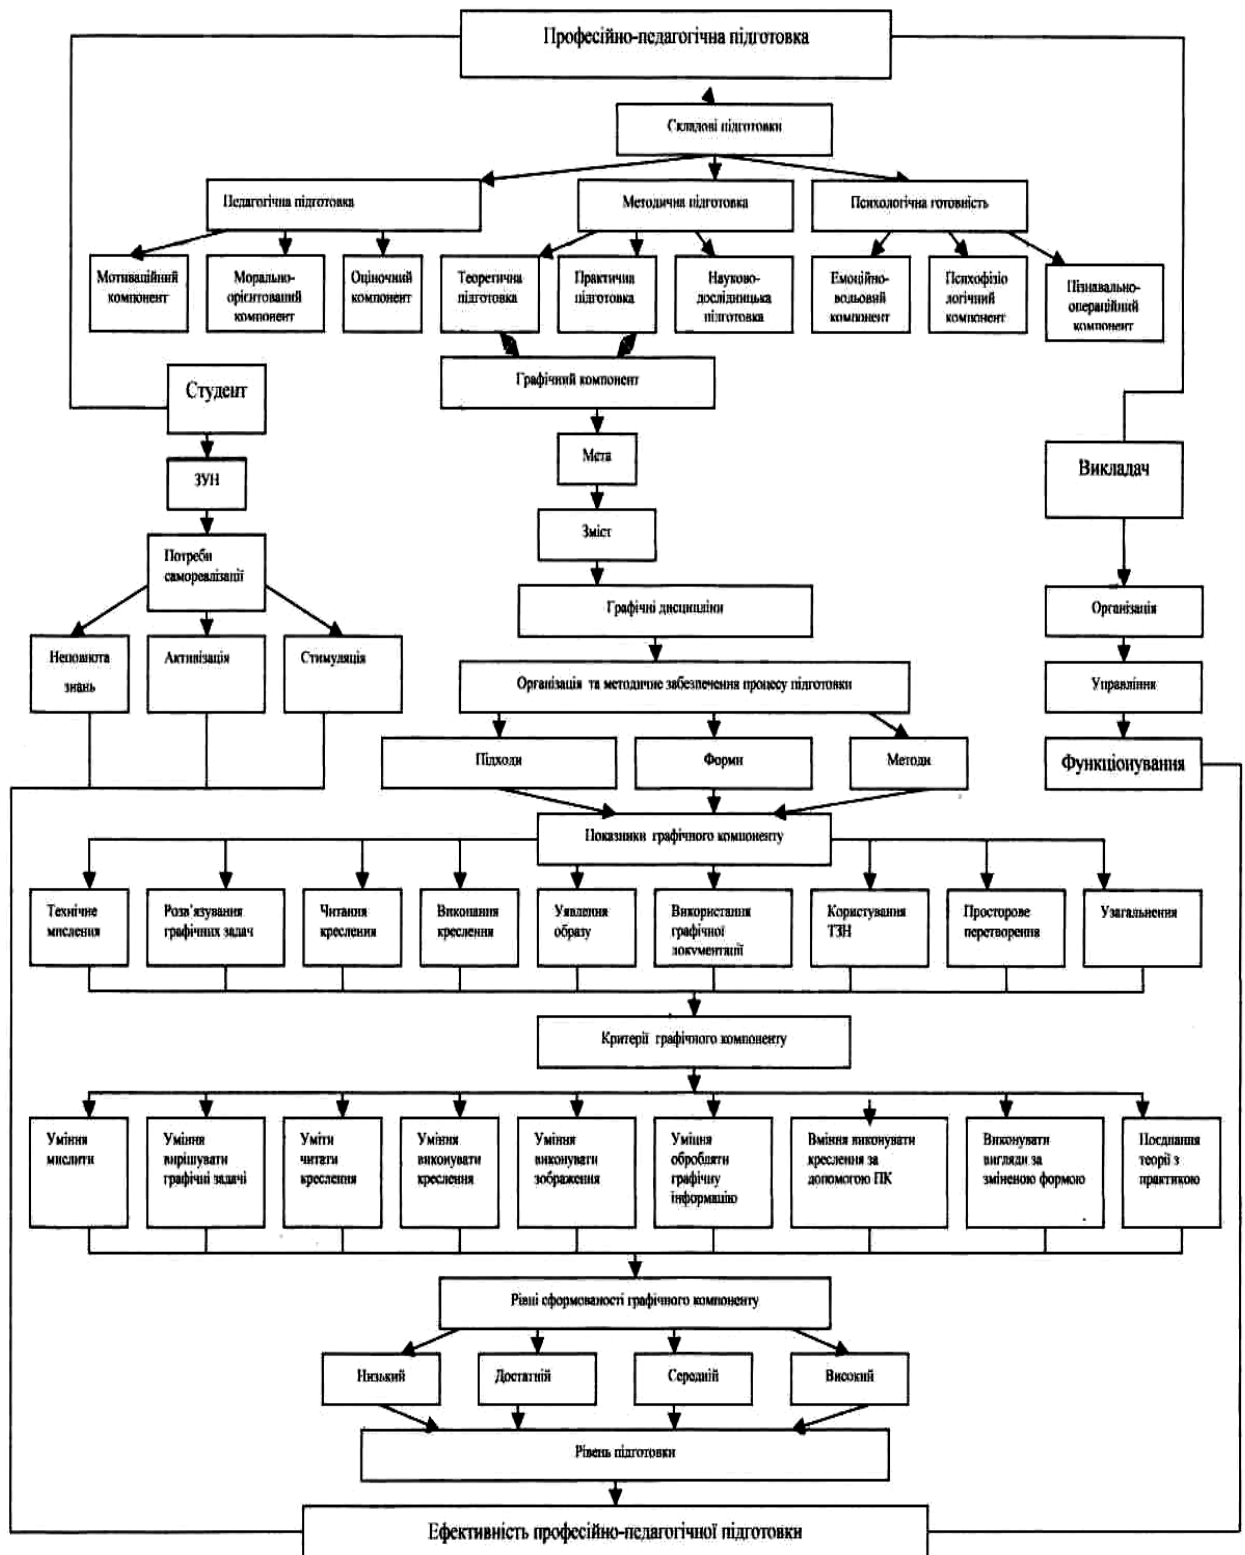 Професійно-педагогічна підготовка
Складові підготовки
Педагогічна підготовка
Методична підготовка
Психологічна готовність
Мотиваційний
компонент
Морально-
орієнтований
компонент
Оціночний
компонент
Теоретична
підготовка
Практична
підготовка
Науково-
дослідницька
підготовка
Емоційно-
вольовий
компонент
Психофізіо
логічний
компонент
Пізнавально-
операційний
компонент
Графічний компонент
Студент
Мета
Викладач
ЗУН
Зміст
Потреби
самореалізації
Графічні дисципліни
Організація
Неповнота
знань
Активізація
Стимуляція
Організація та методичне забезпечення процесу підготовки
Управління
Підходи
Форми
Методи
Функціонування
Показники графічного компоненту
Технічне
мислення
Розв'язування
графічних задач
Читання
креслення
Виконання
креслення
Уявлення
образу
Використання
графічної
документації
Користування
ТЗН
Просторове
перетворення
Узагальнення
Критерії графічного компоненту
Уміння
мислити
Уміння
вирішувати
графічні задачі
Уміти
читати
креслення
Уміння
виконувати
креслення
Уміння
виконувати
зображення
Уміння
обробляти
графічну
інформацію
Вміння виконувати
креслення за
допомогою ПК
Виконувати
вигляди за
зміненою формою
Поєднання
теорії з
практикою
Рівні сформованості графічного компоненту
Низький
Достатній
Середній
Високий
Рівень підготовки
Ефективність професійно-педагогічної підготовки